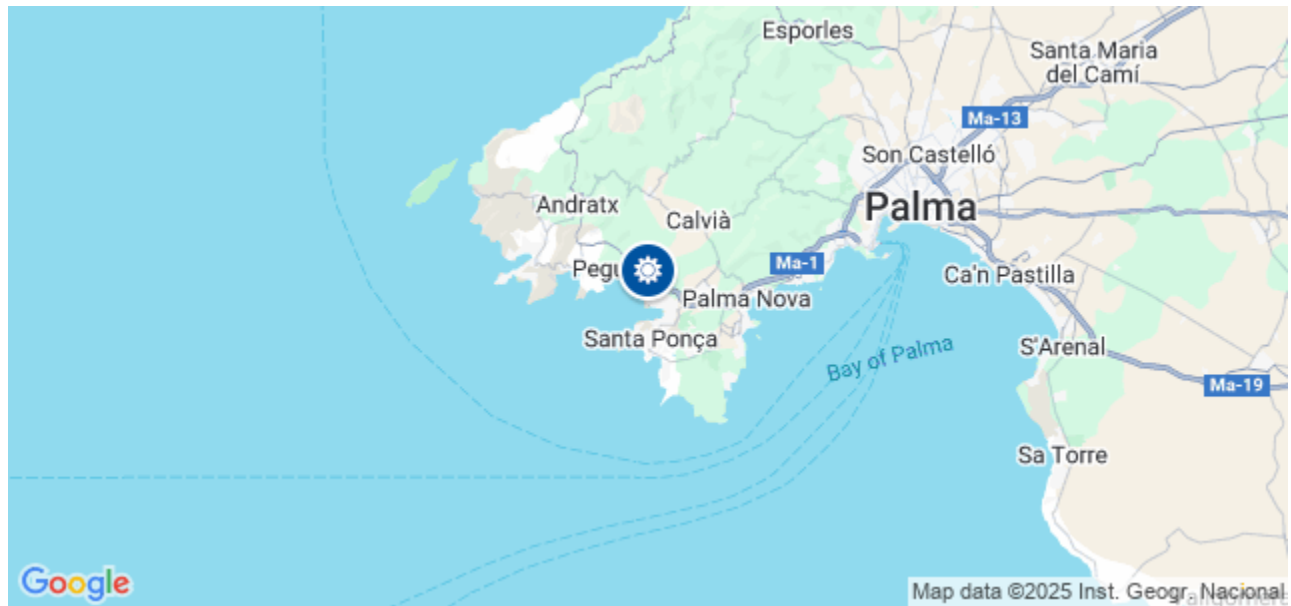 Esporles
Santa Maria
del Camí
Ma-13
Son Castelló
Andratx
Palma
Calvià
Ma-1
Ca'n Pastilla
Palma Nova
Santa Ponça
S'Arenal
Bay of Palma
Ma-19
Sa Torre
Google
Map data ©2025 Inst. Geogr. Nacional